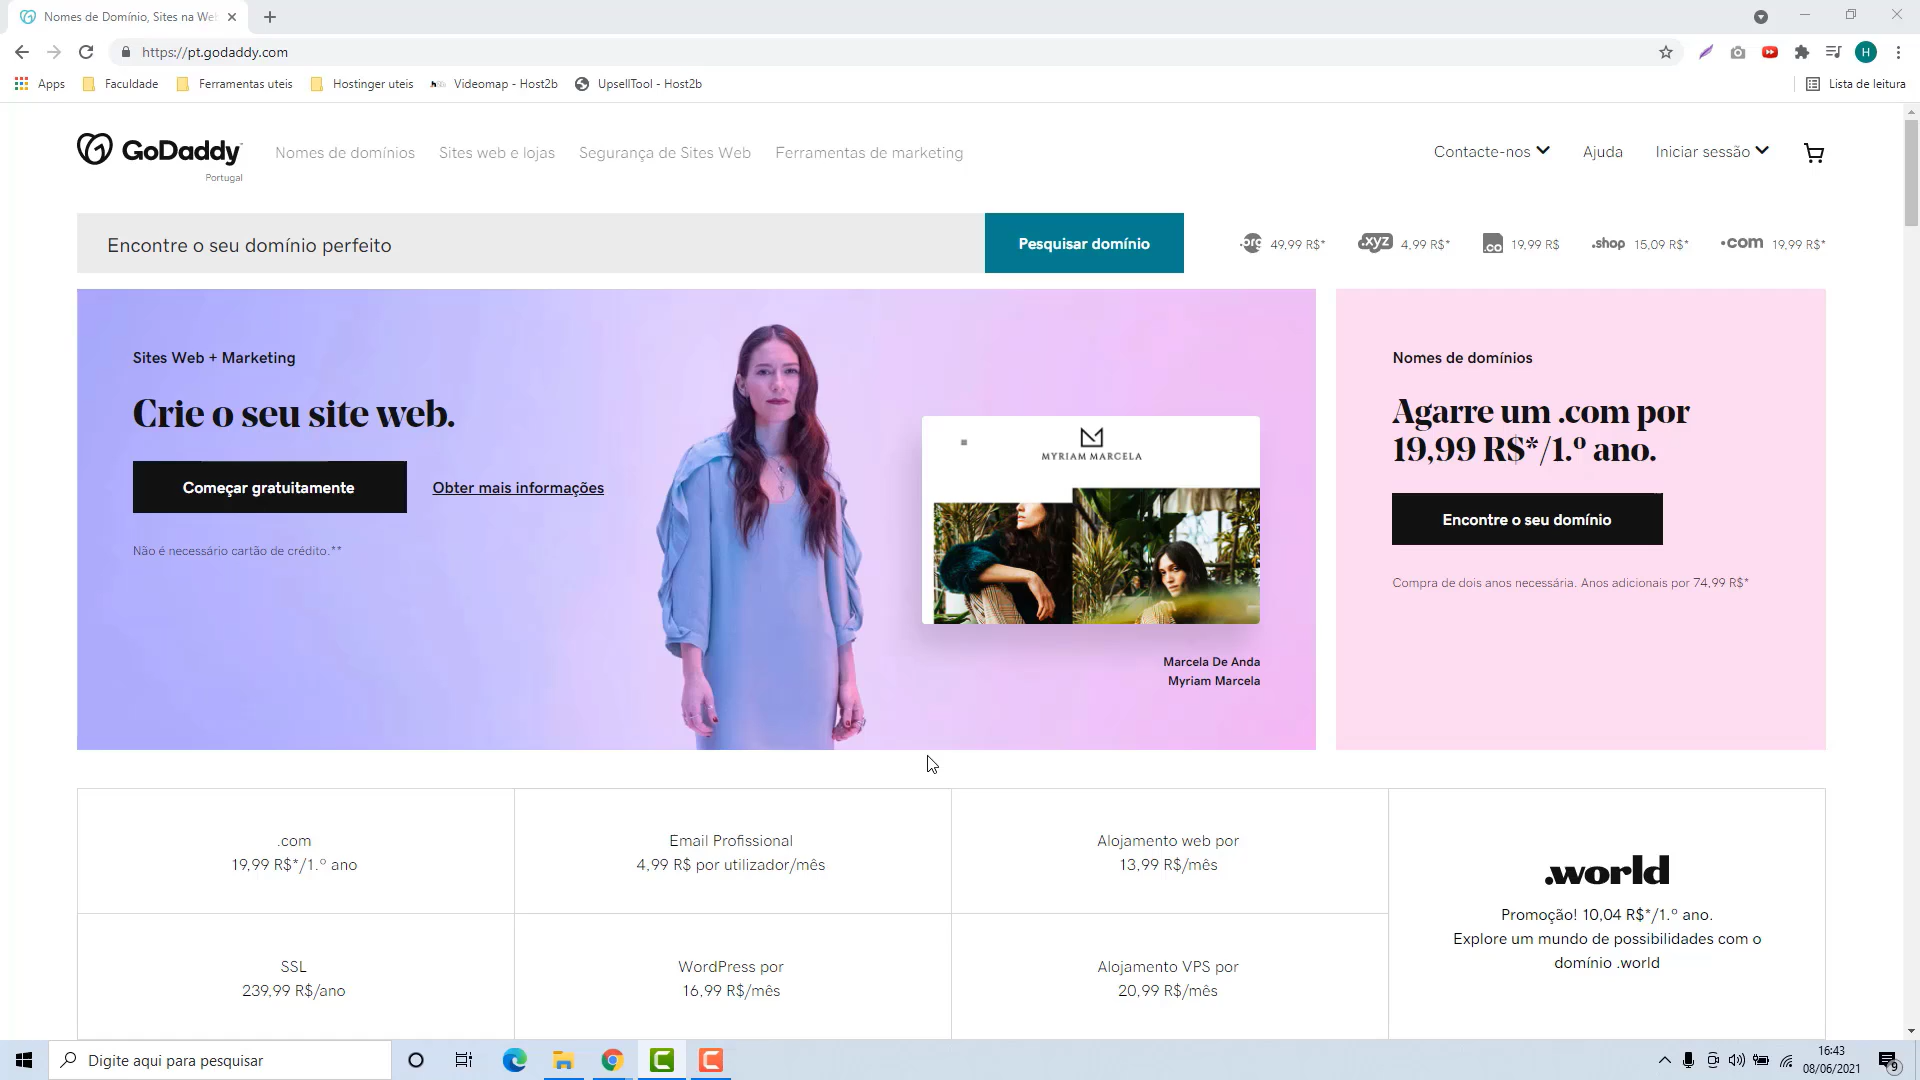 Nomes de Domínio, Sites na We
https://pt.godaddy.com
H
Apps
Faculdade
Ferramentas uteis
Hostinger uteis
Videomap - Host2b
UpsellTool - Host2b
Lista de leitura
GoDaddy
Portugal
Nomes de domínios
Sites web e lojas
Segurança de Sites Web
Ferramentas de marketing
Contacte-nos
Ajuda
Iniciar sessão
Encontre o seu domínio perfeito
Pesquisar domínio
.org 49,99 R$*
.xyz 4,99 R$*
.co 19,99 R$
.shop 15,09 R$*
.com 19,99 R$*
Sites Web + Marketing
Crie o seu site web.
Começar gratuitamente
Obter mais informações
Não é necessário cartão de crédito.**
MYRIAM MARCELA
Marcela De Anda
Myriam Marcela
Nomes de domínios
Agarre um .com por
19,99 R$*/1.º ano.
Encontre o seu domínio
Compra de dois anos necessária. Anos adicionais por 74,99 R$*
.com
19,99 R$*/1.º ano
Email Profissional
4,99 R$ por utilizador/mês
Alojamento web por
13,99 R$/mês
.world
Promoção! 10,04 R$*/1.º ano.
Explore um mundo de possibilidades com o
domínio .world
SSL
239,99 R$/ano
WordPress por
16,99 R$/mês
Alojamento VPS por
20,99 R$/mês
Digite aqui para pesquisar
16:43
08/06/2021
9